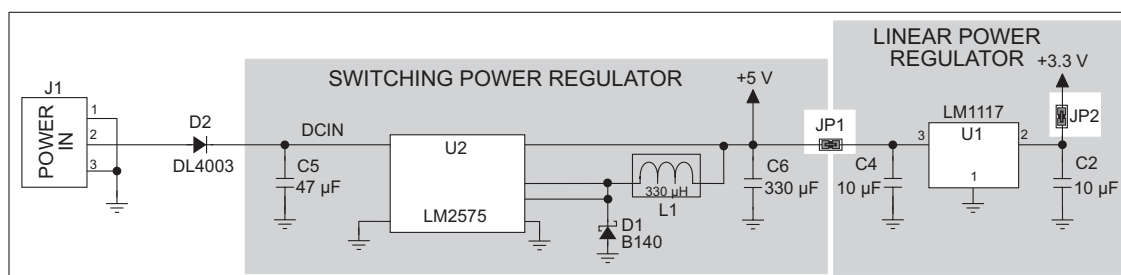 LINEAR POWER
REGULATOR
SWITCHING POWER REGULATOR
+3.3 V
+5 V
J1
POWER
IN
1
2
3
D2
DL4003
DCIN
C5
47 µF
U2
LM2575
330 µH
L1
D1
B140
C6
330 µF
JP1
C4
10 µF
LM1117
U1
3
2
1
JP2
C2
10 µF